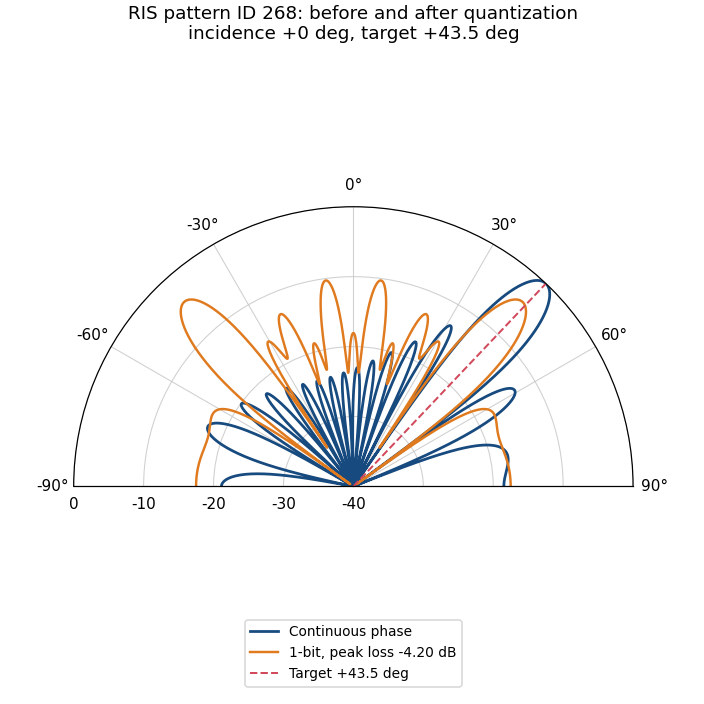 RIS pattern ID 268: before and after quantization
incidence +0 deg, target +43.5 deg
0°
-30°
30°
-60°
60°
-90°
90°
0
-10
-20
-30
-40
Continuous phase
1-bit, peak loss -4.20 dB
Target +43.5 deg